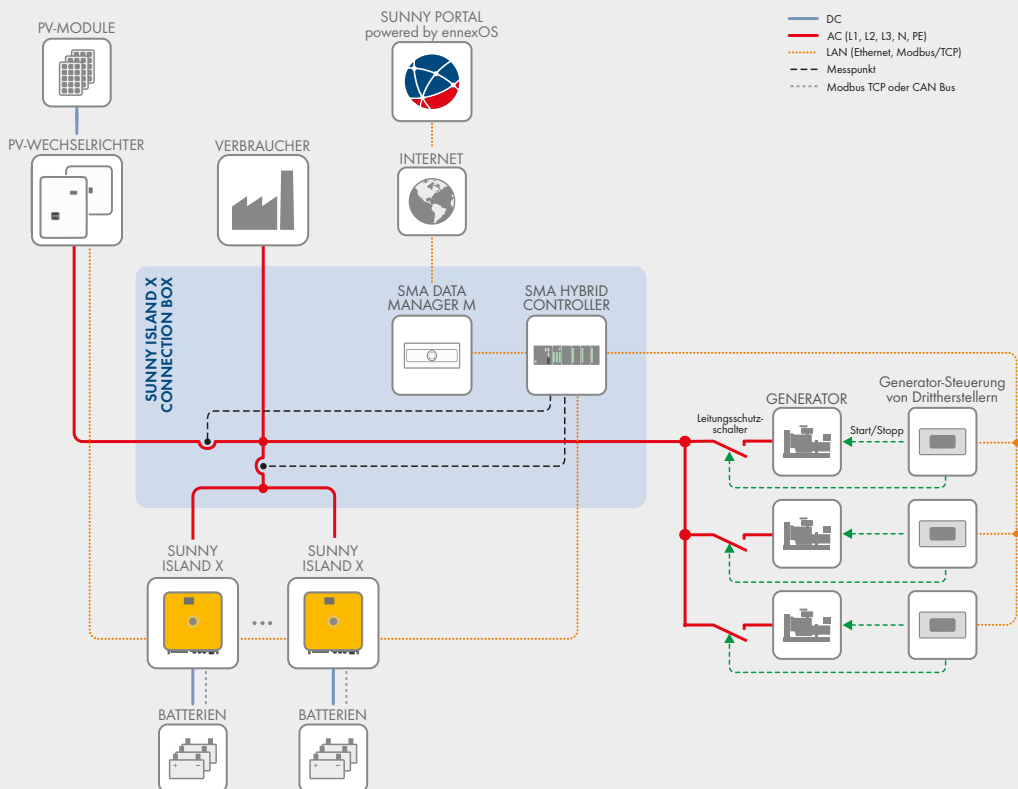 SUNNY PORTAL
powered by ennexOS
DC
AC (L1, L2, L3, N, PE)
LAN (Ethernet, Modbus/TCP)
Messpunkt
Modbus TCP oder CAN Bus
PV-MODULE
PV-WECHSELRICHTER
VERBRAUCHER
INTERNET
SUNNY ISLAND X
CONNECTION BOX
SMA DATA
MANAGER M
SMA HYBRID
CONTROLLER
Leitungsschutz-
schalter
GENERATOR
Start/Stopp
Generator-Steuerung
von Drittherstellern
SUNNY
ISLAND X
SUNNY
ISLAND X
BATTERIEN
BATTERIEN